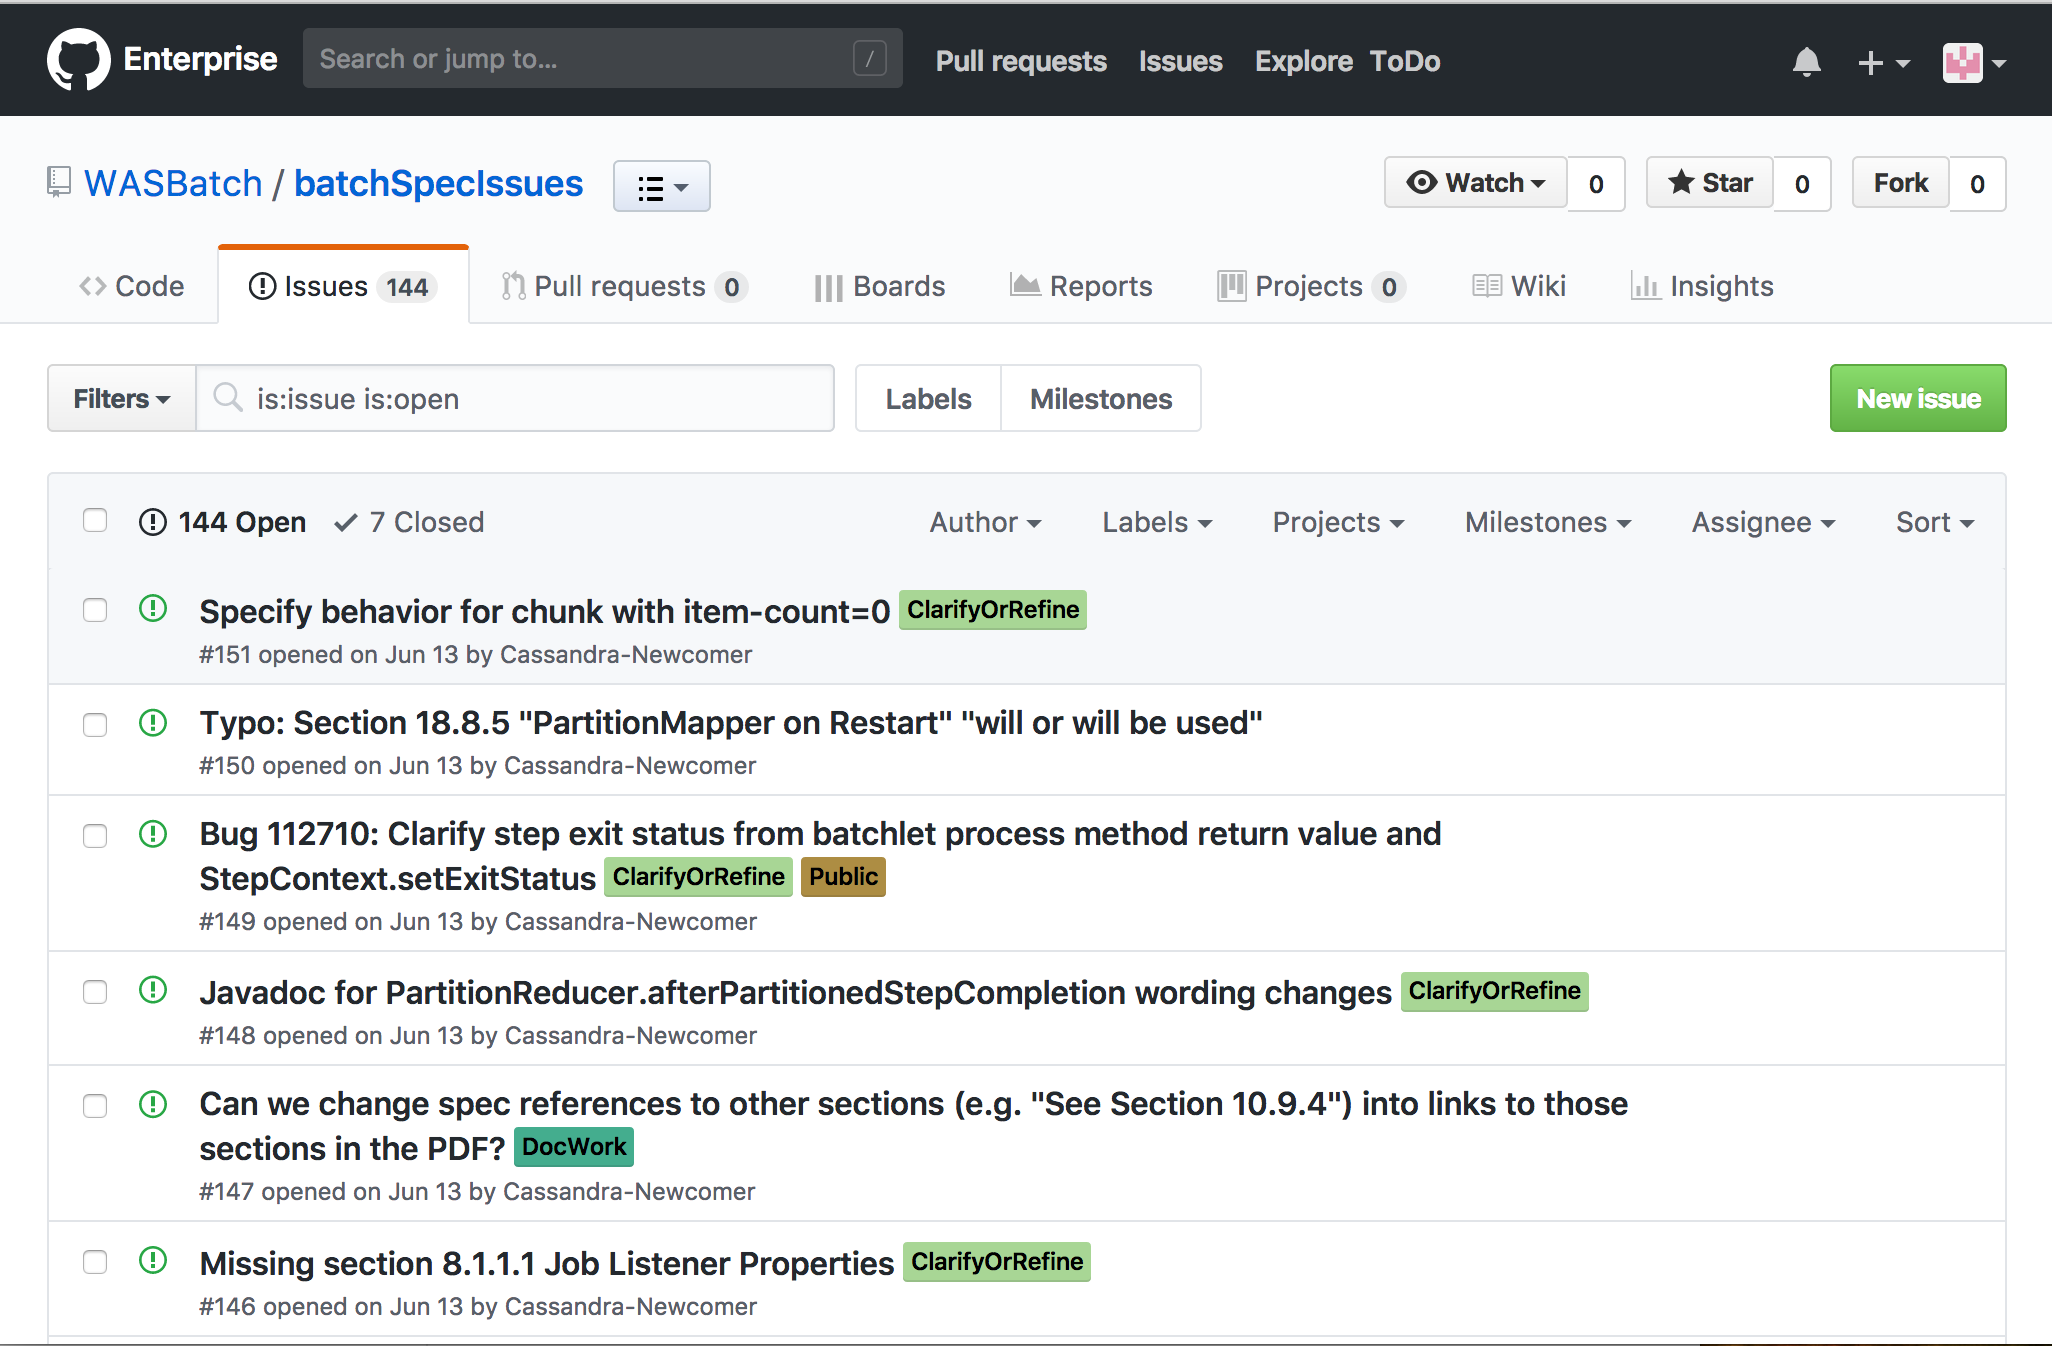 Enterprise Search or jump to... / Pull requests Issues Explore ToDo
WASBatch / batchSpecIssues Watch 0 Star 0 Fork 0
Code Issues 144 Pull requests 0 Boards Reports Projects 0 Wiki Insights
Filters is:issue is:open Labels Milestones New issue
144 Open 7 Closed Author Labels Projects Milestones Assignee Sort
Specify behavior for chunk with item-count=0 ClarifyOrRefine
#151 opened on Jun 13 by Cassandra-Newcomer
Typo: Section 18.8.5 "PartitionMapper on Restart" "will or will be used"
#150 opened on Jun 13 by Cassandra-Newcomer
Bug 112710: Clarify step exit status from batchlet process method return value and
StepContext.setExitStatus ClarifyOrRefine Public
#149 opened on Jun 13 by Cassandra-Newcomer
Javadoc for PartitionReducer.afterPartitionedStepCompletion wording changes ClarifyOrRefine
#148 opened on Jun 13 by Cassandra-Newcomer
Can we change spec references to other sections (e.g. "See Section 10.9.4") into links to those
sections in the PDF? DocWork
#147 opened on Jun 13 by Cassandra-Newcomer
Missing section 8.1.1.1 Job Listener Properties ClarifyOrRefine
#146 opened on Jun 13 by Cassandra-Newcomer